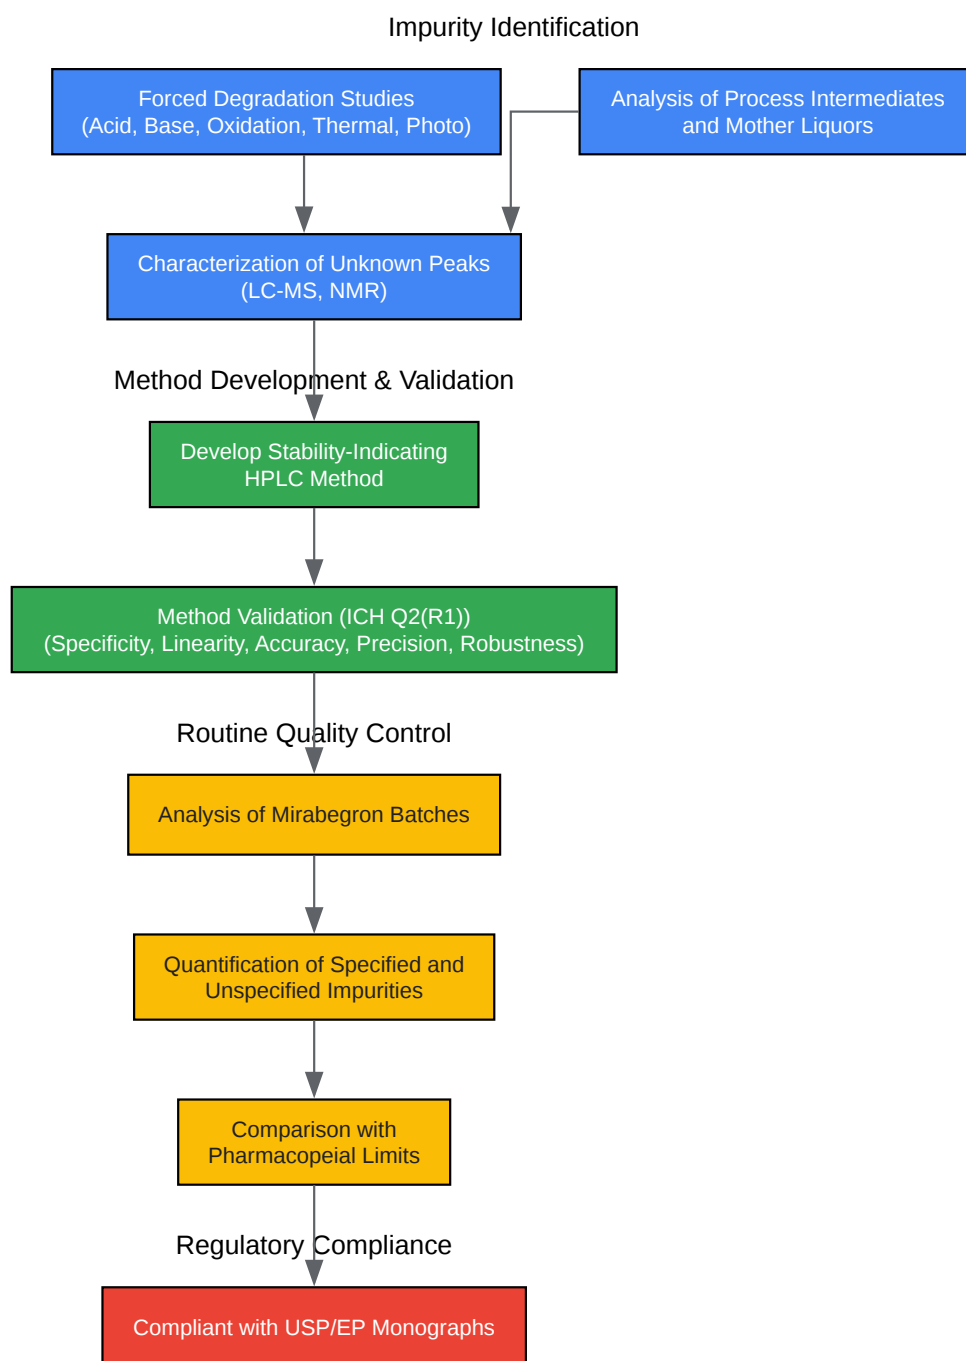 Impurity Identification
Forced Degradation Studies
(Acid, Base, Oxidation, Thermal, Photo)
Analysis of Process Intermediates
and Mother Liquors
Characterization of Unknown Peaks
(LC-MS, NMR)
Method Development & Validation
Develop Stability-Indicating
HPLC Method
Method Validation (ICH Q2(R1))
(Specificity, Linearity, Accuracy, Precision, Robustness)
Routine Quality Control
Analysis of Mirabegron Batches
Quantification of Specified and
Unspecified Impurities
Comparison with
Pharmacopeial Limits
Regulatory Compliance
Compliant with USP/EP Monographs